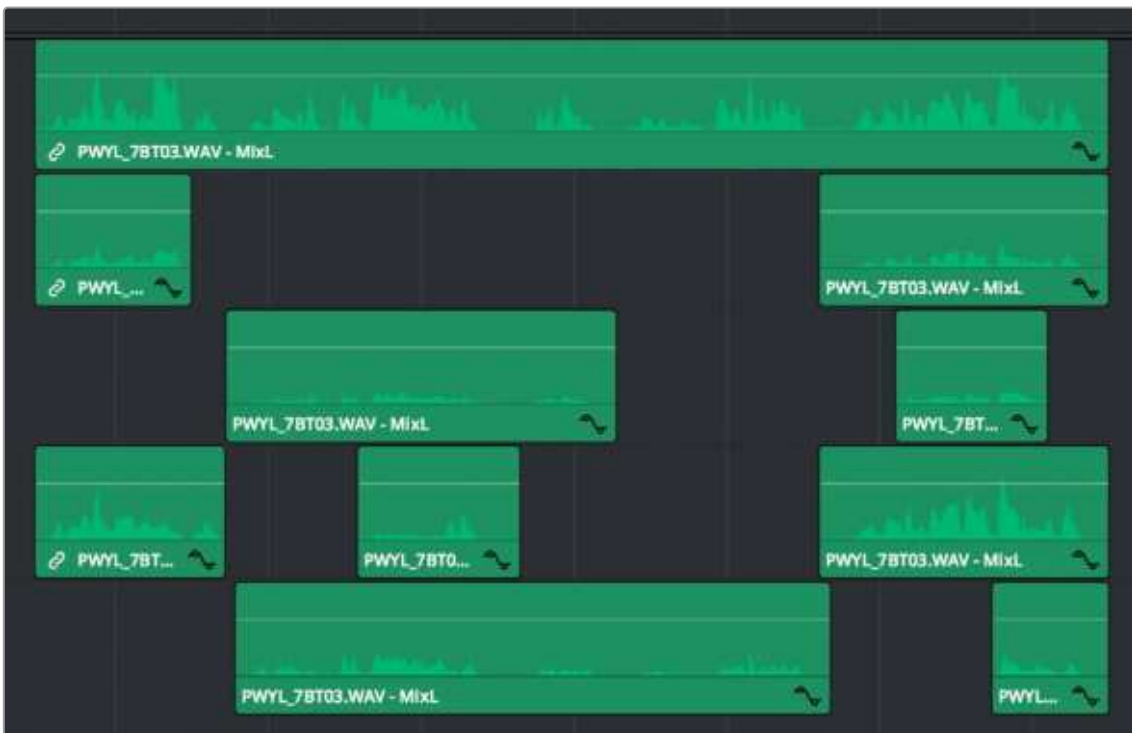 PWYL_7BT03.WAV - MixL
PWYL_...
PWYL_7BT03.WAV - MixL
PWYL_7BT03.WAV - MixL
PWYL_7BT...
PWYL_7BT...
PWYL_7BT0...
PWYL_7BT03.WAV - MixL
PWYL_7BT03.WAV - MixL
PWYL...